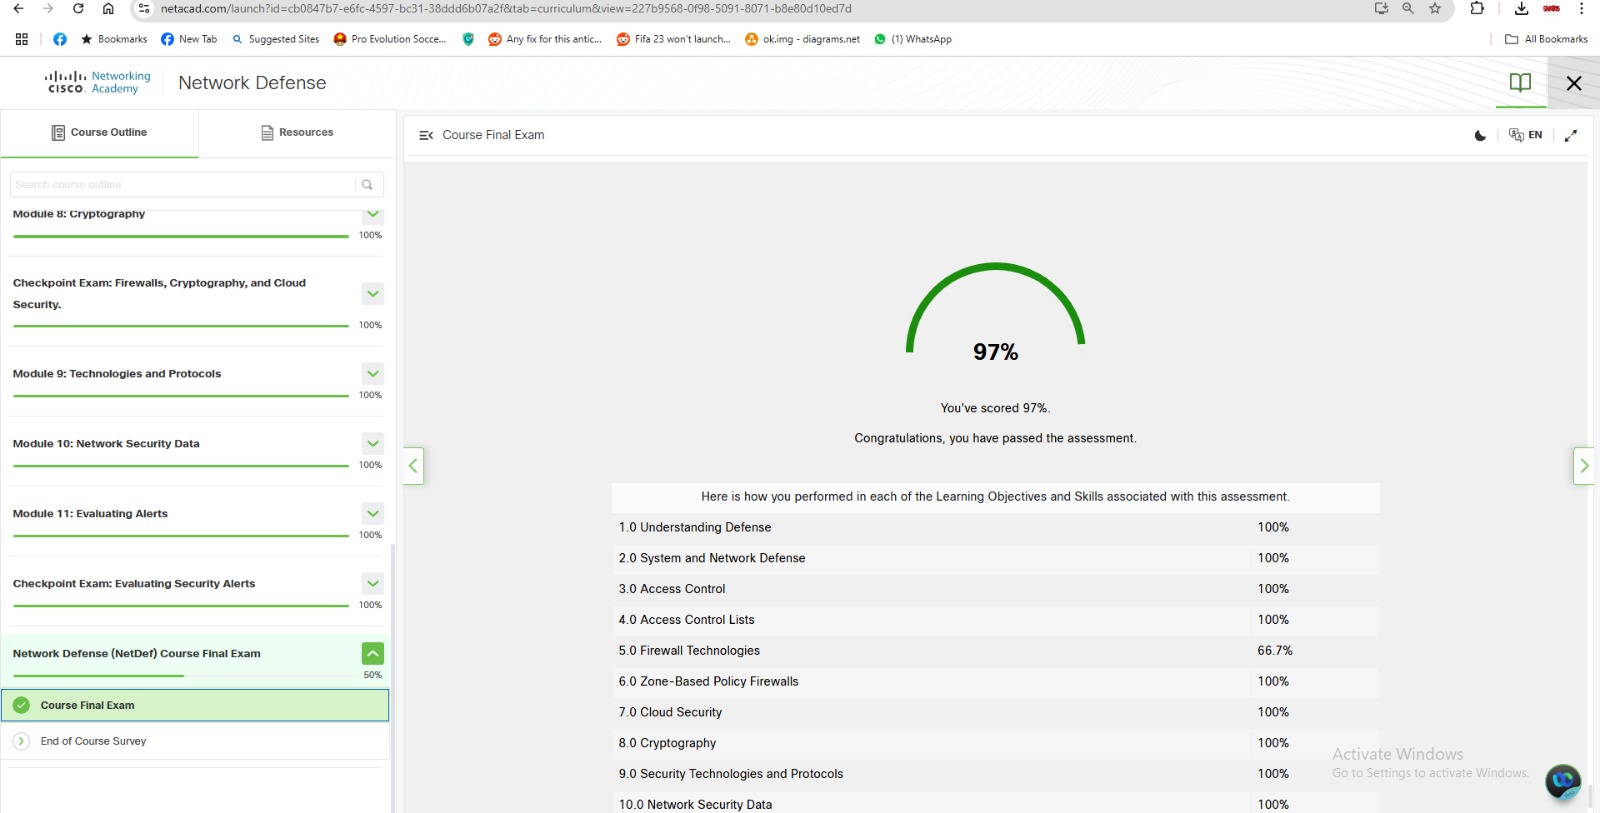 netacad.com/launch?id=cb0847b7-e6fc-4597-bc31-38ddd6b07a2f&tab=curriculum&view=227b9568-0f98-5091-8071-b8e80d10ed7d
Bookmarks New Tab Suggested Sites Pro Evolution Socce... Any fix for this antic... Fifa 23 won't launch... ok.img - diagrams.net (1) WhatsApp All Bookmarks
CISCO Networking Academy
Network Defense
Course Outline
Resources
Search course outline
Module 8: Cryptography
100%
Checkpoint Exam: Firewalls, Cryptography, and Cloud
Security.
100%
Module 9: Technologies and Protocols
100%
Module 10: Network Security Data
100%
Module 11: Evaluating Alerts
100%
Checkpoint Exam: Evaluating Security Alerts
100%
Network Defense (NetDef) Course Final Exam
50%
Course Final Exam
End of Course Survey
Course Final Exam
EN
97%
You've scored 97%.
Congratulations, you have passed the assessment.
Here is how you performed in each of the Learning Objectives and Skills associated with this assessment.
1.0 Understanding Defense 100%
2.0 System and Network Defense 100%
3.0 Access Control 100%
4.0 Access Control Lists 100%
5.0 Firewall Technologies 66.7%
6.0 Zone-Based Policy Firewalls 100%
7.0 Cloud Security 100%
8.0 Cryptography 100%
9.0 Security Technologies and Protocols 100%
10.0 Network Security Data 100%
Activate Windows
Go to Settings to activate Windows.